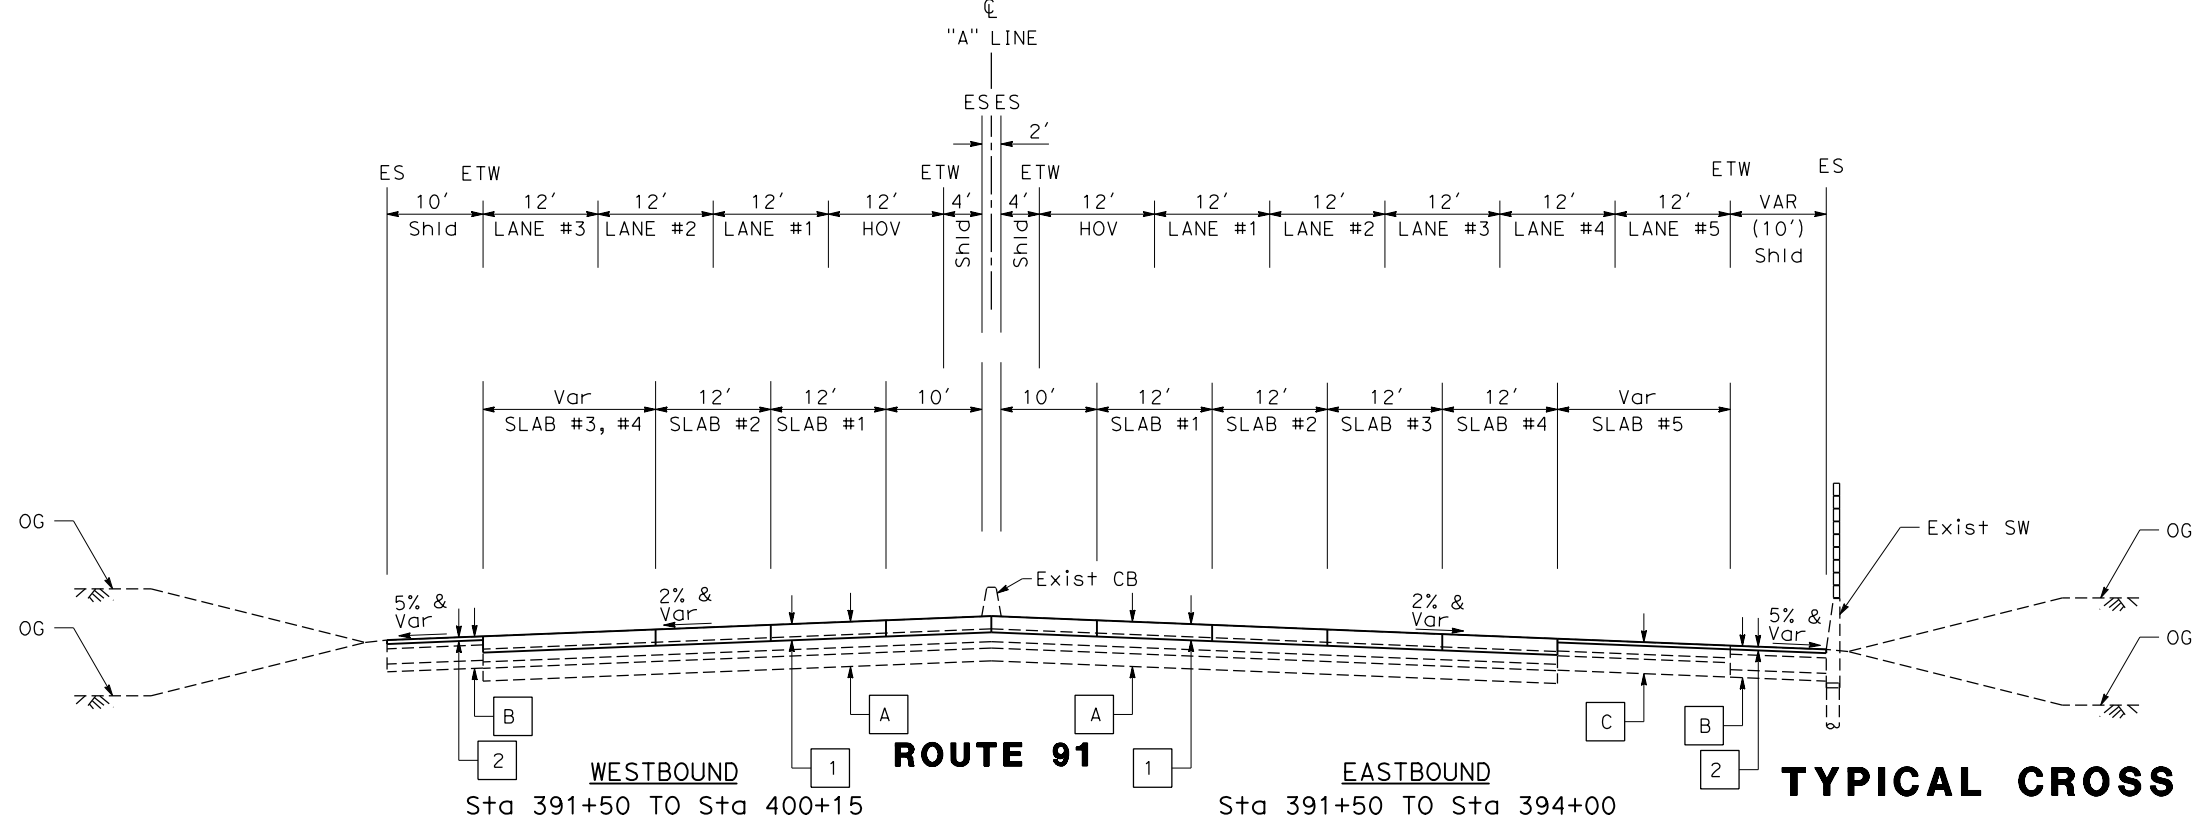 ℄
"A" LINE
ES ES
2'
ES ETW ETW ETW ETW ES
10' 12' 12' 12' 12' 4' 4' 12' 12' 12' 12' 12' 12' VAR
Shld LANE #3 LANE #2 LANE #1 HOV Shld Shld HOV LANE #1 LANE #2 LANE #3 LANE #4 LANE #5 (10')
Shld
Var 12' 12' 10' 10' 12' 12' 12' 12' Var
SLAB #3, #4 SLAB #2 SLAB #1 SLAB #1 SLAB #2 SLAB #3 SLAB #4 SLAB #5
OG Exist SW OG
Exist CB
5% & 2% & 2% & 5% &
Var Var Var Var
OG OG
B A A C B
2 1 ROUTE 91 1 2
WESTBOUND EASTBOUND TYPICAL CROSS
Sta 391+50 TO Sta 400+15 Sta 391+50 TO Sta 394+00